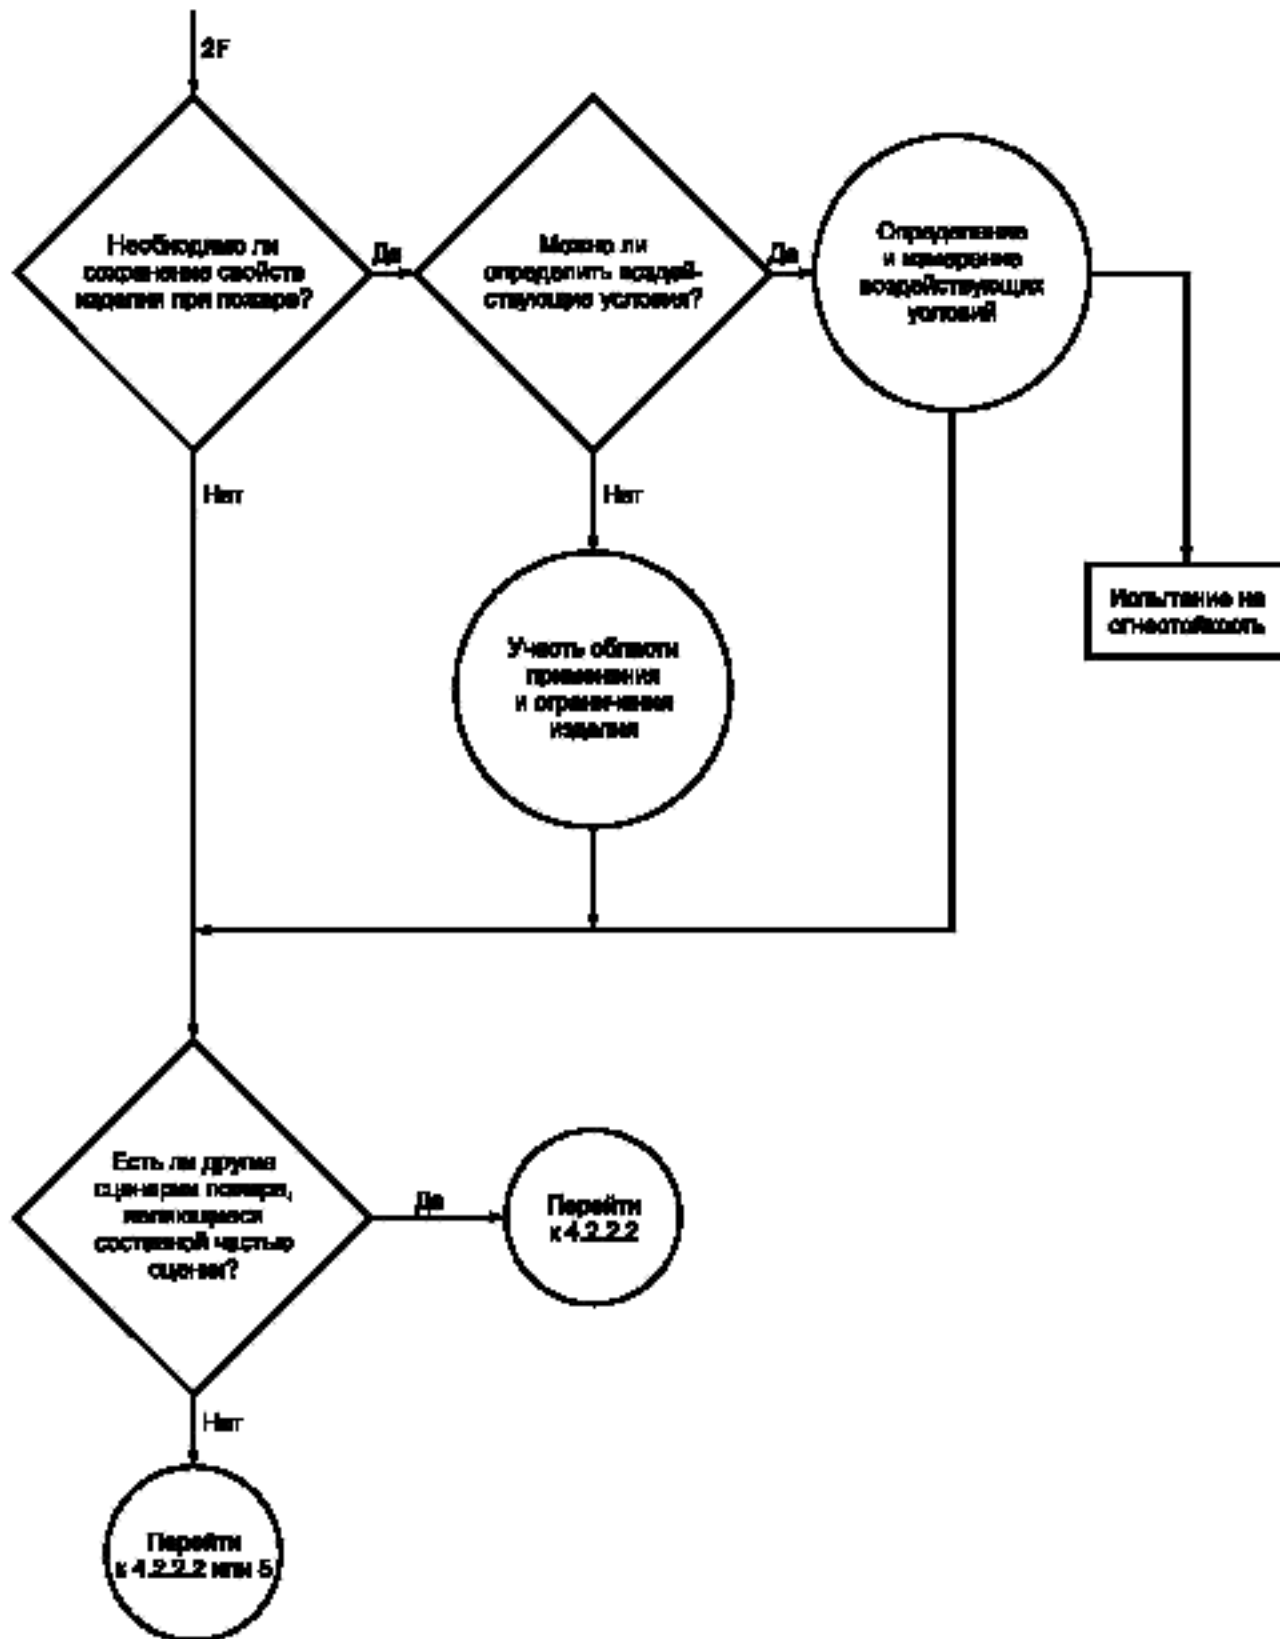 2F
Необходимо ли
сохранение свойств
изделия при пожаре?
Да
Можно ли
определить воздей-
ствующие условия?
Да
Определение
и измерение
воздействующих
условий
Нет
Нет
Испытание на
огнестойкость
Учесть области
применения
и ограничения
изделия
Есть ли другие
сценарии пожара,
являющиеся
составной частью
оценки?
Да
Перейти
к 4.2.2.2
Нет
Перейти
к 4.2.2.2 или 5